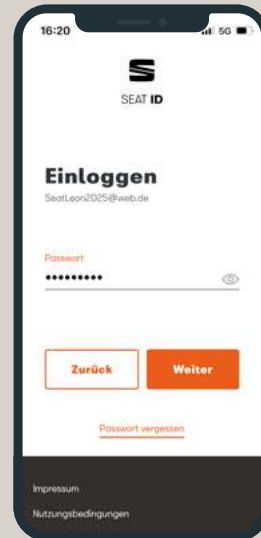 16:20
5G
SEAT ID
Einloggen
SeatLeon2025@web.de
Passwort
•••••••••
Zurück
Weiter
Passwort vergessen
Impressum
Nutzungsbedingungen